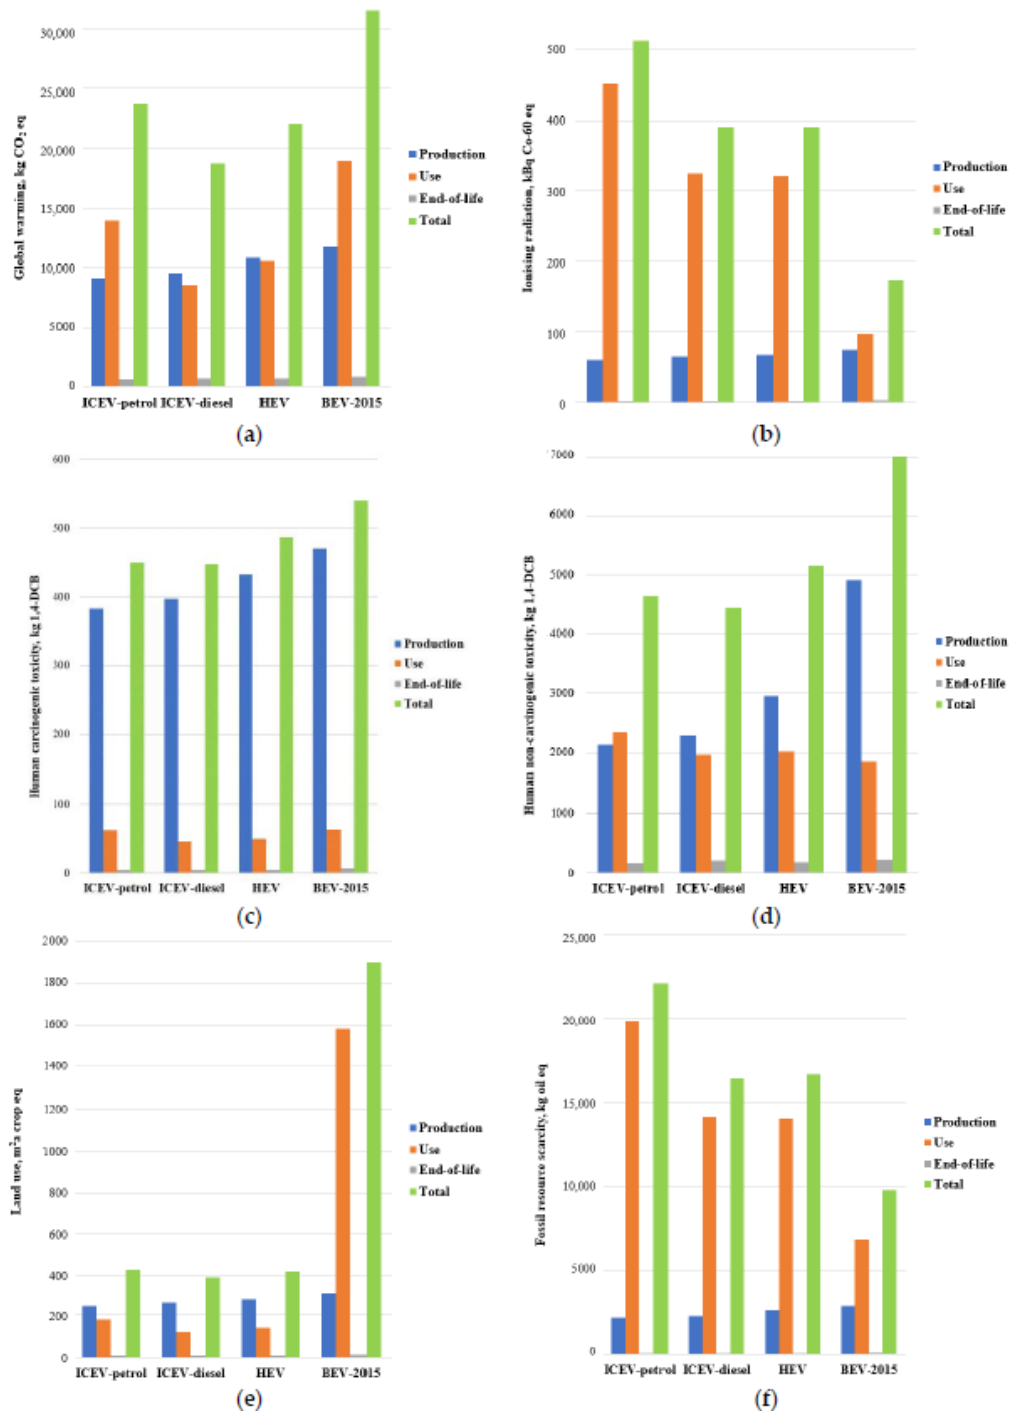 30,000
25,000
20,000
15,000
10,000
5000
0
Global warming, kg CO₂ eq
Production
Use
End-of-life
Total
ICEV-petrol ICEV-diesel HEV BEV-2015
(a)
500
400
300
200
100
0
Ionising radiation, kBq Co-60 eq
Production
Use
End-of-life
Total
(b)
600
500
400
300
200
100
0
Human carcinogenic toxicity, kg 1,4-DCB
Production
Use
End-of-life
Total
ICEV-petrol ICEV-diesel HEV BEV-2015
(c)
7000
6000
5000
4000
3000
2000
1000
0
Human non-carcinogenic toxicity, kg 1,4-DCB
Production
Use
End-of-life
Total
ICEV-petrol ICEV-diesel HEV BEV-2015
(d)
2000
1800
1600
1400
1200
1000
800
600
400
200
0
Land use, m²a crop eq
Production
Use
End-of-life
Total
ICEV-petrol ICEV-diesel HEV BEV-2015
(e)
25,000
20,000
15,000
10,000
5000
0
Fossil resource scarcity, kg oil eq
Production
Use
End-of-life
Total
ICEV-petrol ICEV-diesel HEV BEV-2015
(f)